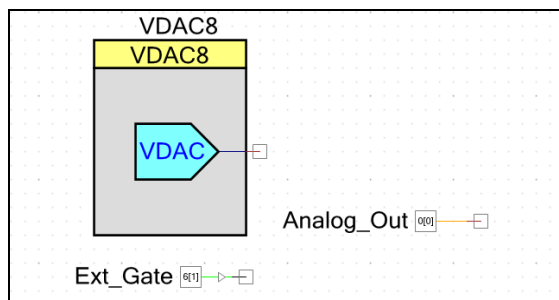 VDAC8
VDAC8
VDAC
Analog_Out 0[0]
Ext_Gate 6[1]